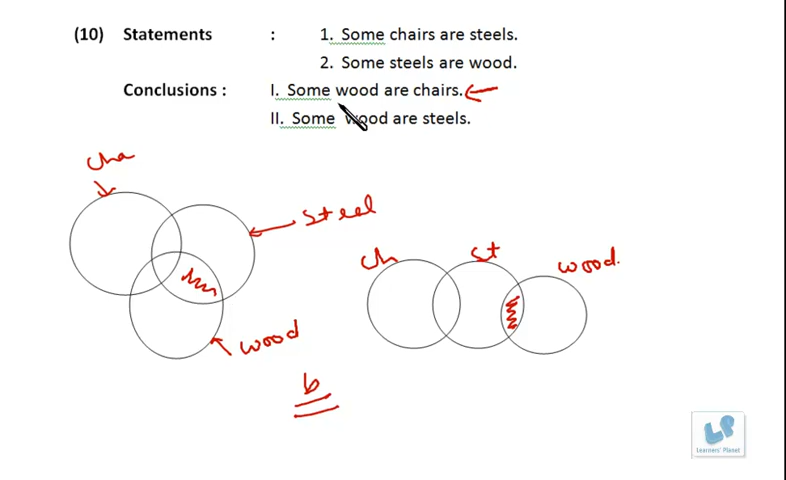 (10) Statements : 1. Some chairs are steels.
2. Some steels are wood.
Conclusions : I. Some wood are chairs.
II. Some wood are steels.
cha
steel
ch
st
wood.
wood
b
LP
Learners' Planet